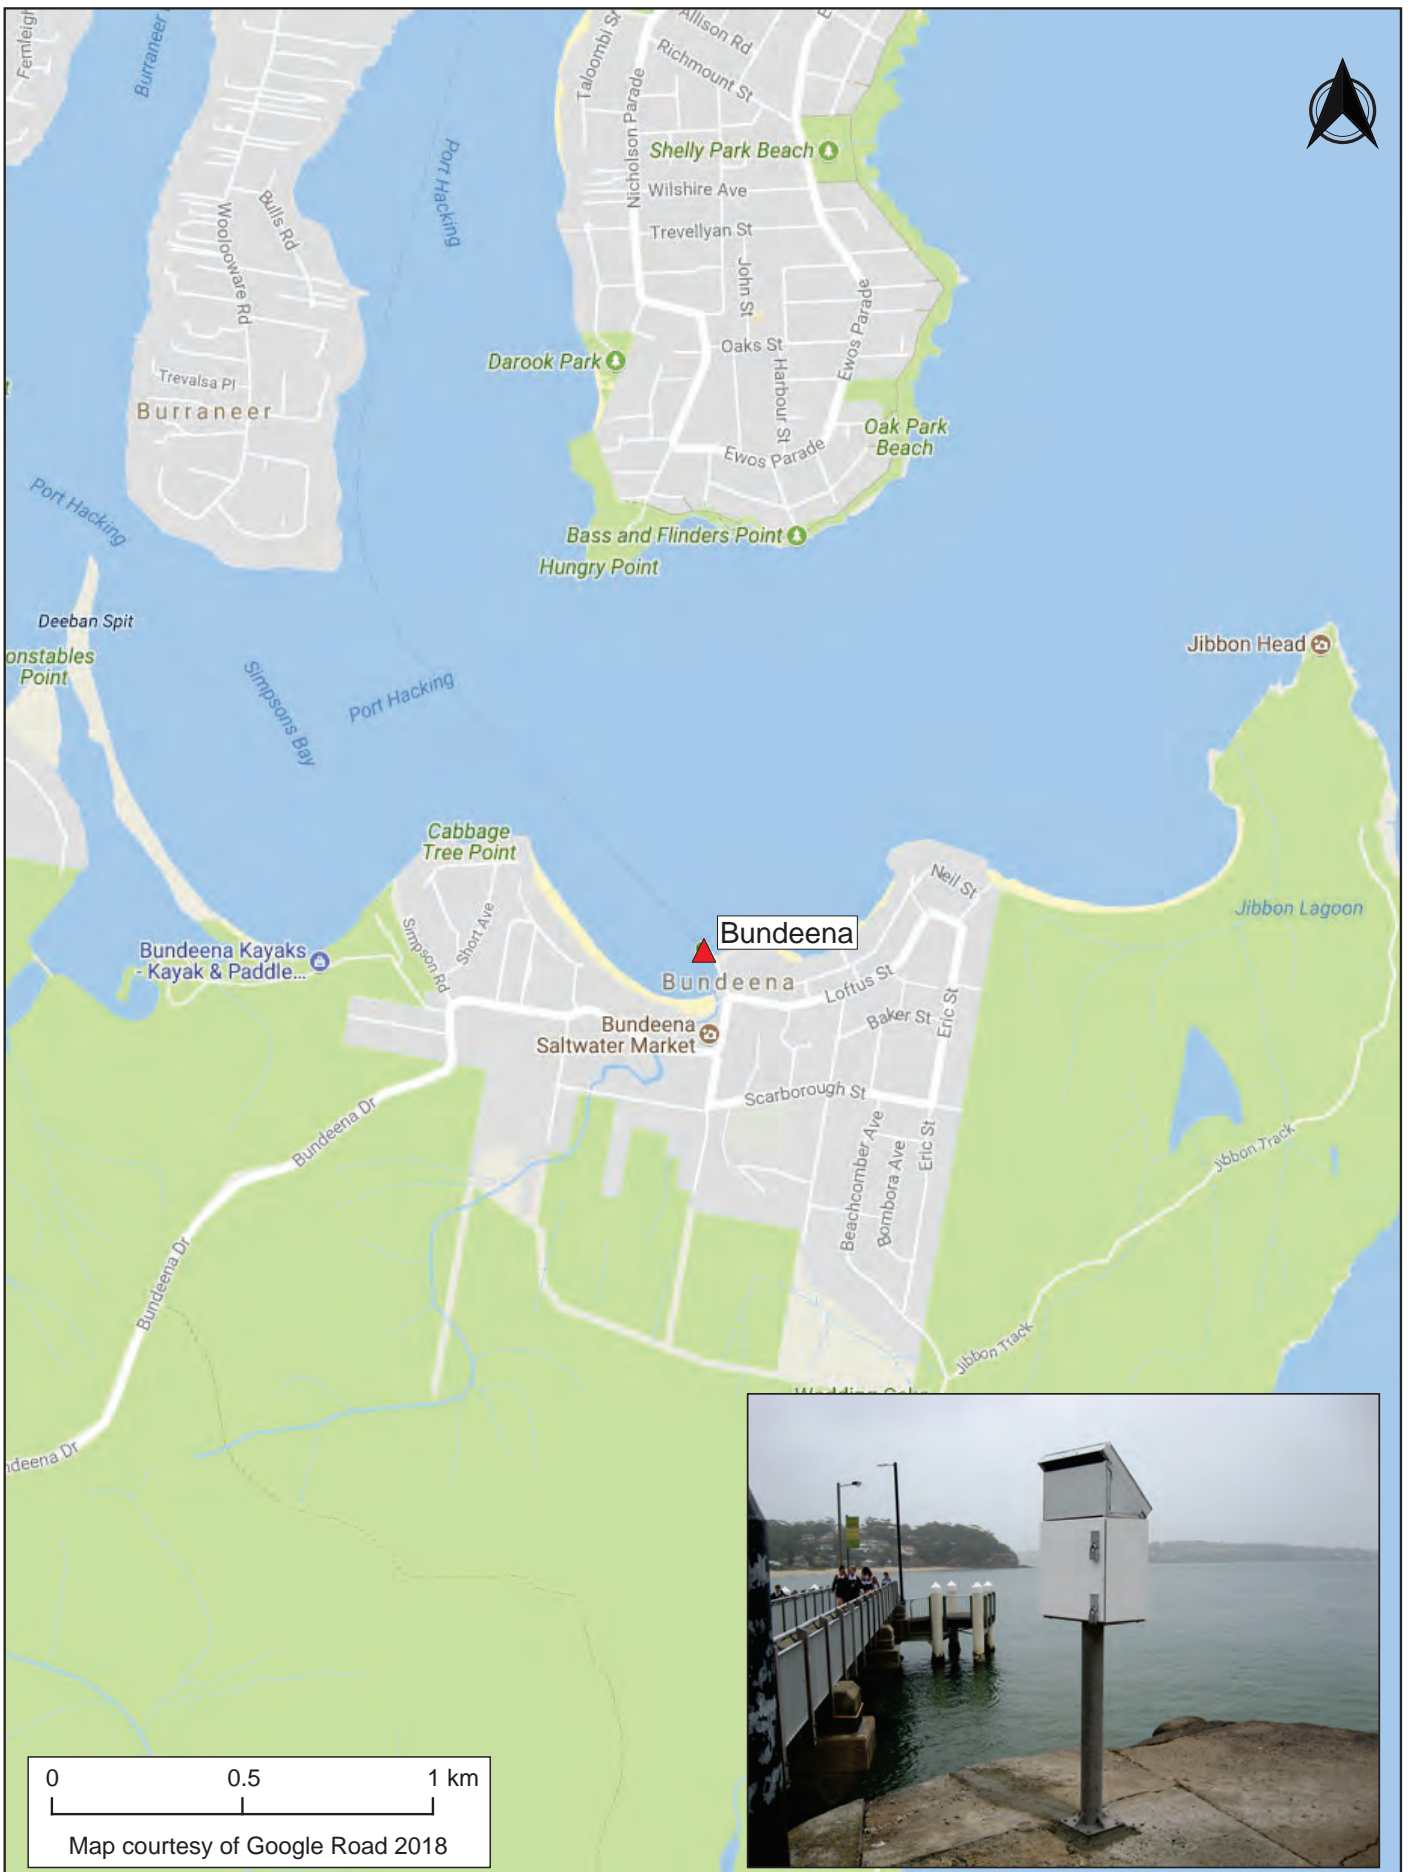 Fernleigh
Burraneer
Taloombi St
Nicholson Parade
Allison Rd
Richmount St
E
Shelly Park Beach
Port Hacking
Wilshire Ave
Bulls Rd
Woolooware Rd
Trevellyan St
John St
Ewos Parade
Oaks St
Darook Park
Harbour St
Trevalsa Pl
Burraneer
Oak Park
Beach
Ewos Parade
Port Hacking
Bass and Flinders Point
Hungry Point
Deeban Spit
Jibbon Head
onstables
Point
Simpsons Bay
Port Hacking
Cabbage
Tree Point
Neil St
Jibbon Lagoon
Simpson Rd
Short Ave
Bundeena
Bundeena Kayaks
- Kayak & Paddle...
Bundeena
Loftus St
Baker St
Eric St
Bundeena
Saltwater Market
Scarborough St
Bundeena Dr
Beachcomber Ave
Bombora Ave
Eric St
Jibbon Track
Bundeena Dr
Jibbon Track
Wedding Cake
ndeena Dr
0 0.5 1 km
Map courtesy of Google Road 2018